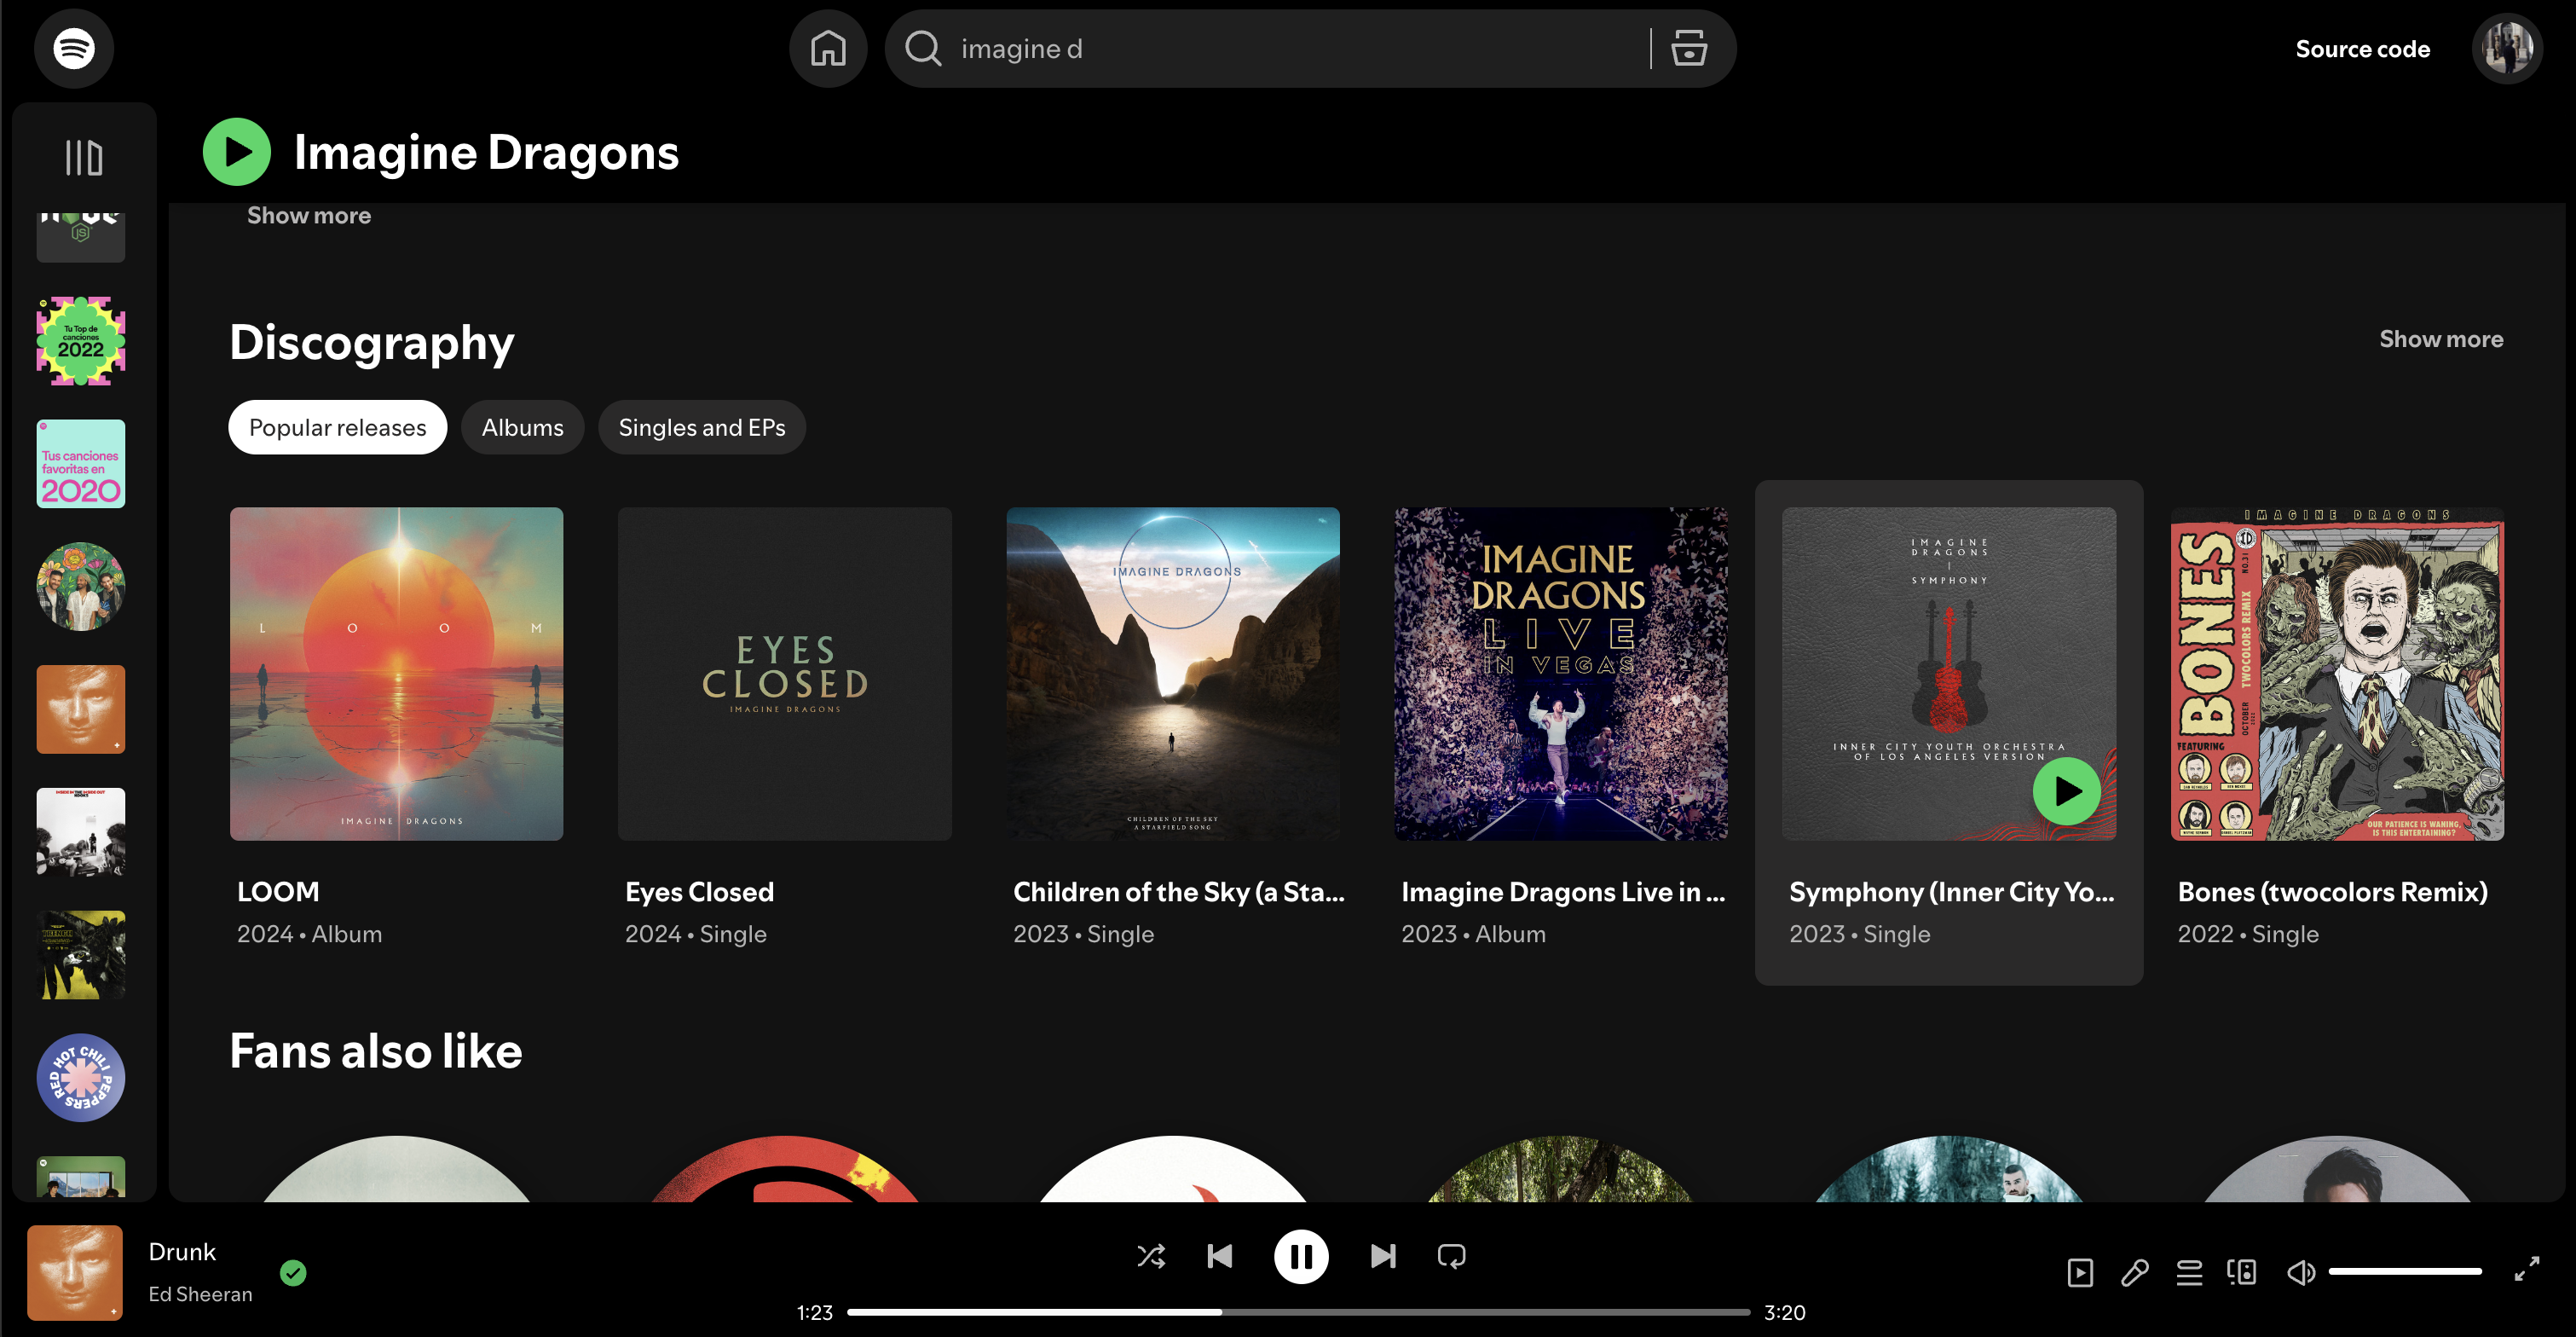 imagine d
Source code
Imagine Dragons
Show more
JS
Tu Top de
canciones
2022
Tus canciones
favoritas en
2020
RED HOT CHILI PEPPERS
Discography
Show more
Popular releases
Albums
Singles and EPs
LOOM
IMAGINE DRAGONS
EYES
CLOSED
IMAGINE DRAGONS
IMAGINE DRAGONS
CHILDREN OF THE SKY
A STARFIELD SONG
IMAGINE
DRAGONS
LIVE
IN VEGAS
IMAGINE
DRAGONS
SYMPHONY
INNER CITY YOUTH ORCHESTRA
OF LOS ANGELES VERSION
IMAGINE DRAGONS
BONES
TWOCOLORS REMIX
OCTOBER
FEATURING
OUR PATIENCE IS WANING,
IS THIS ENTERTAINING?
LOOM
2024 • Album
Eyes Closed
2024 • Single
Children of the Sky (a Sta...
2023 • Single
Imagine Dragons Live in ...
2023 • Album
Symphony (Inner City Yo...
2023 • Single
Bones (twocolors Remix)
2022 • Single
Fans also like
Drunk
Ed Sheeran
1:23
3:20